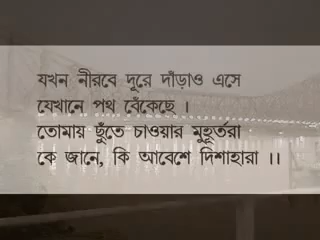 যখন নীরবে দূরে দাঁড়াও এসে
যেখানে পথ বেঁকেছে ।
তোমায় ছুঁতে চাওয়ার মুহূর্তরা
কে জানে, কি আবেশে দিশাহারা ।।